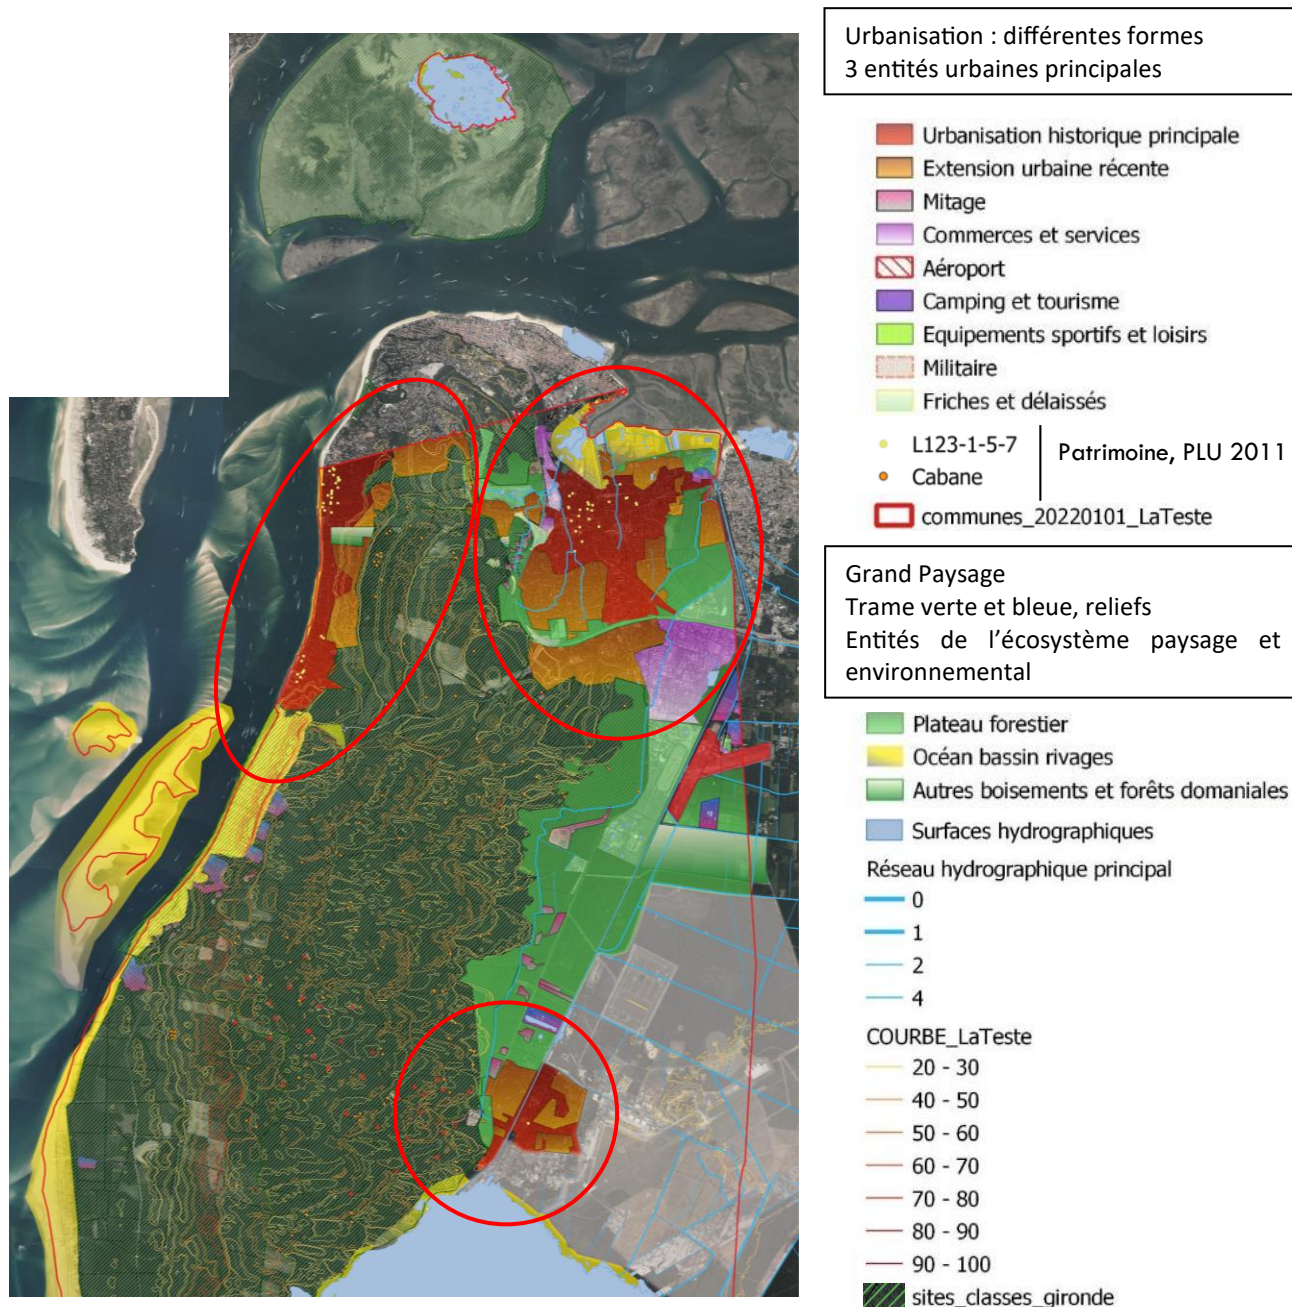 Urbanisation : différentes formes
3 entités urbaines principales
Urbanisation historique principale
Extension urbaine récente
Mitage
Commerces et services
Aéroport
Camping et tourisme
Equipements sportifs et loisirs
Militaire
Friches et délaissés
L123-1-5-7
Cabane
Patrimoine, PLU 2011
communes_20220101_LaTeste
Grand Paysage
Trame verte et bleue, reliefs
Entités de l'écosystème paysage et
environnemental
Plateau forestier
Océan bassin rivages
Autres boisements et forêts domaniales
Surfaces hydrographiques
Réseau hydrographique principal
0
1
2
4
COURBE_LaTeste
20 - 30
40 - 50
50 - 60
60 - 70
70 - 80
80 - 90
90 - 100
sites_classes_gironde